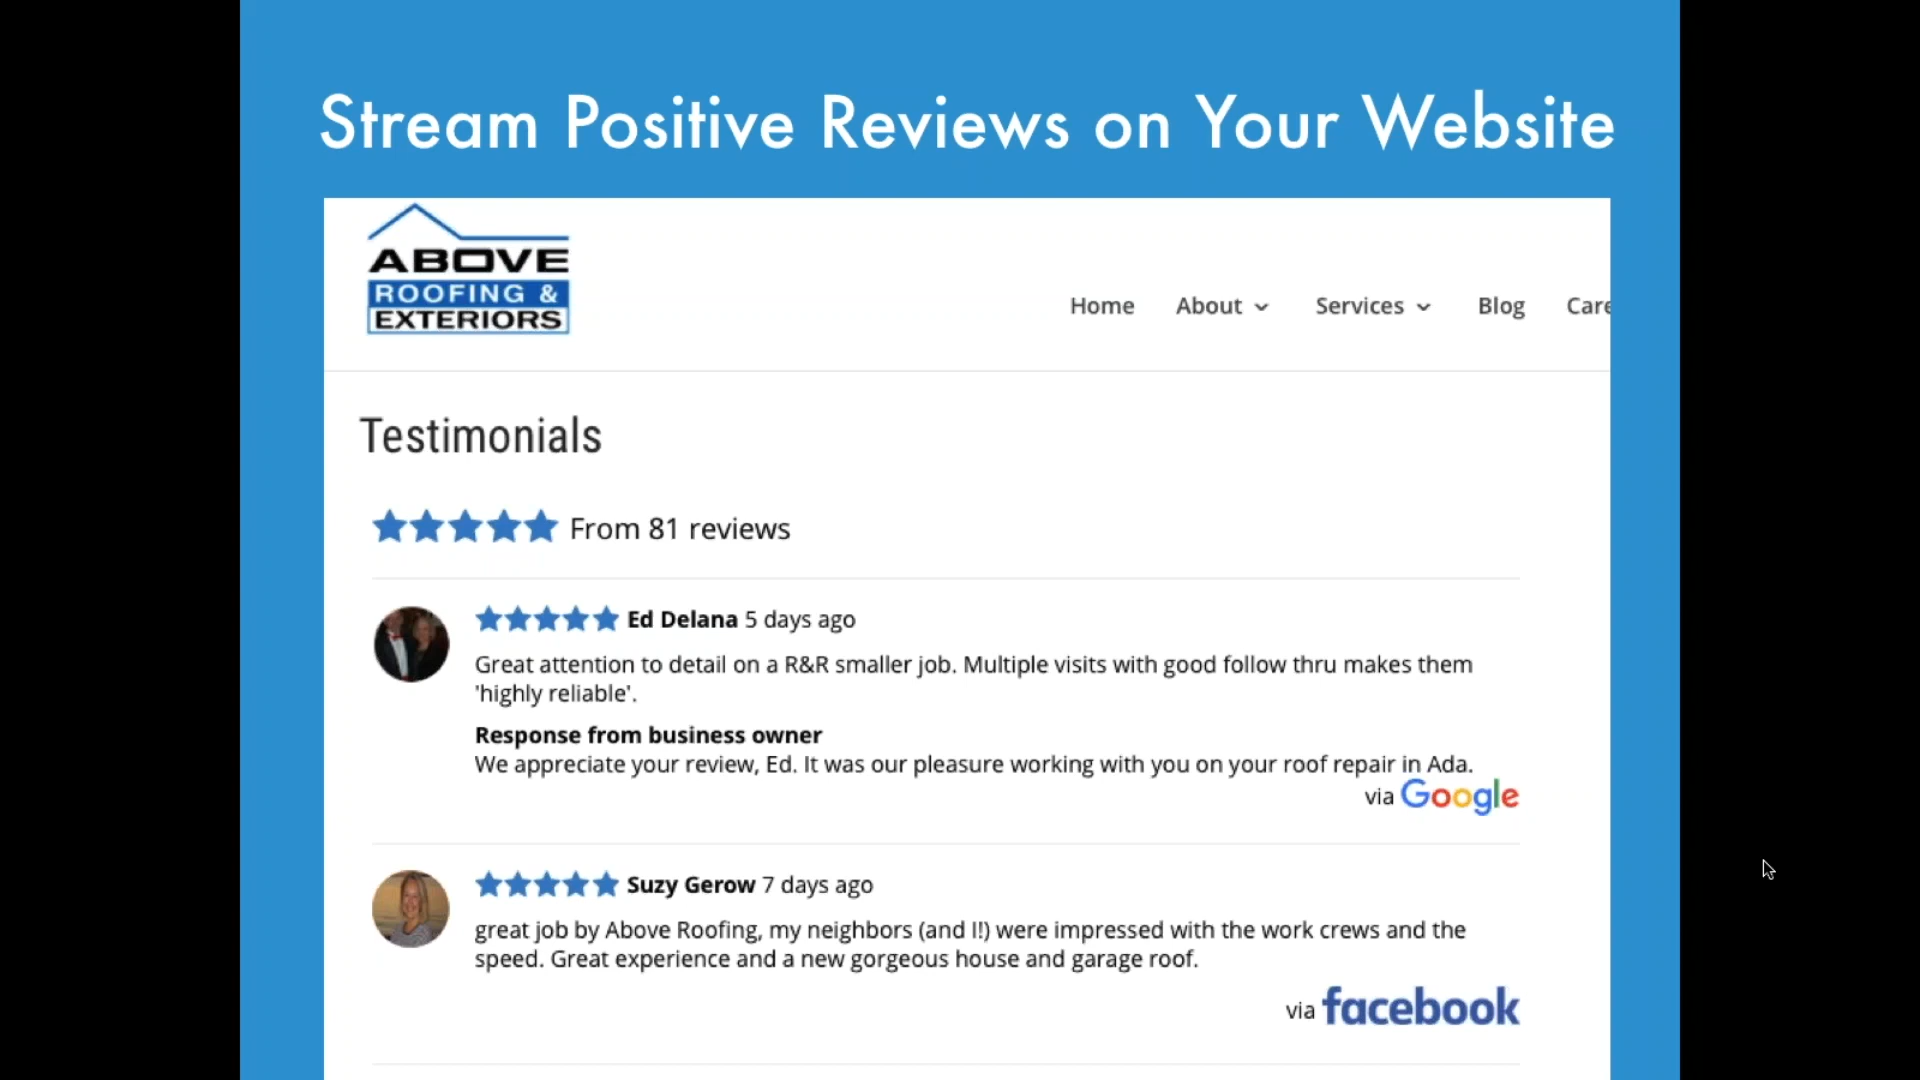 Stream Positive Reviews on Your Website
ABOVE
ROOFING &
EXTERIORS
Home About Services Blog Care
Testimonials
From 81 reviews
Ed Delana 5 days ago
Great attention to detail on a R&R smaller job. Multiple visits with good follow thru makes them
'highly reliable'.
Response from business owner
We appreciate your review, Ed. It was our pleasure working with you on your roof repair in Ada.
via Google
Suzy Gerow 7 days ago
great job by Above Roofing, my neighbors (and I!) were impressed with the work crews and the
speed. Great experience and a new gorgeous house and garage roof.
via facebook